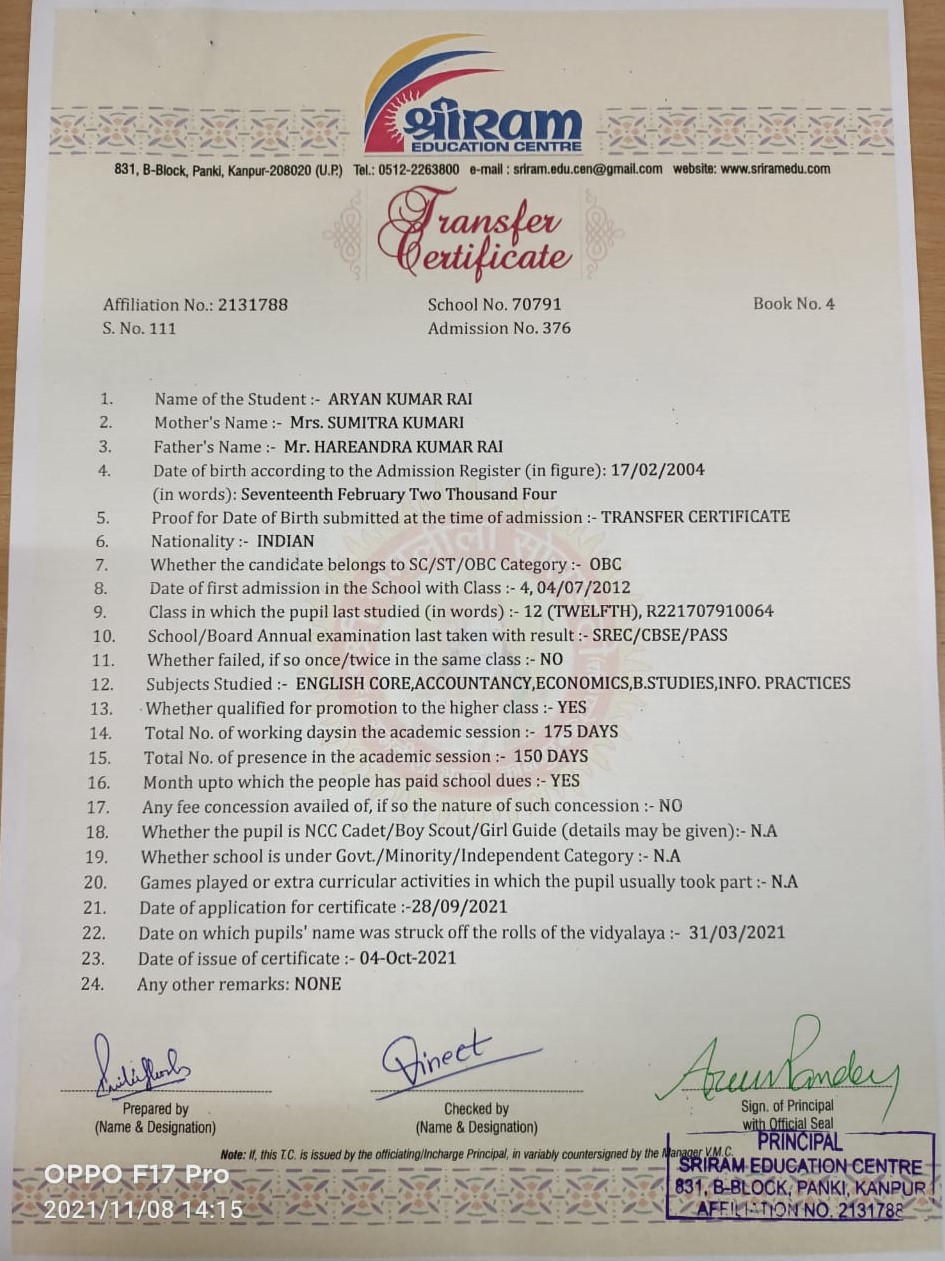 श्रीRam
EDUCATION CENTRE
831, B-Block, Panki, Kanpur-208020 (U.P.) Tel.: 0512-2263800 e-mail : sriram.edu.cen@gmail.com website: www.sriramedu.com
Transfer
Certificate
Affiliation No.: 2131788 School No. 70791 Book No. 4
S. No. 111 Admission No. 376
1. Name of the Student :- ARYAN KUMAR RAI
2. Mother's Name :- Mrs. SUMITRA KUMARI
3. Father's Name :- Mr. HAREANDRA KUMAR RAI
4. Date of birth according to the Admission Register (in figure): 17/02/2004
(in words): Seventeenth February Two Thousand Four
5. Proof for Date of Birth submitted at the time of admission :- TRANSFER CERTIFICATE
6. Nationality :- INDIAN
7. Whether the candidate belongs to SC/ST/OBC Category :- OBC
8. Date of first admission in the School with Class :- 4, 04/07/2012
9. Class in which the pupil last studied (in words) :- 12 (TWELFTH), R221707910064
10. School/Board Annual examination last taken with result :- SREC/CBSE/PASS
11. Whether failed, if so once/twice in the same class :- NO
12. Subjects Studied :- ENGLISH CORE,ACCOUNTANCY,ECONOMICS,B.STUDIES,INFO. PRACTICES
13. Whether qualified for promotion to the higher class :- YES
14. Total No. of working daysin the academic session :- 175 DAYS
15. Total No. of presence in the academic session :- 150 DAYS
16. Month upto which the people has paid school dues :- YES
17. Any fee concession availed of, if so the nature of such concession :- NO
18. Whether the pupil is NCC Cadet/Boy Scout/Girl Guide (details may be given):- N.A
19. Whether school is under Govt./Minority/Independent Category :- N.A
20. Games played or extra curricular activities in which the pupil usually took part :- N.A
21. Date of application for certificate :-28/09/2021
22. Date on which pupils' name was struck off the rolls of the vidyalaya :- 31/03/2021
23. Date of issue of certificate :- 04-Oct-2021
24. Any other remarks: NONE
Vineet
Arun Pandey
Prepared by Checked by Sign. of Principal
(Name & Designation) (Name & Designation) with Official Seal
Note: If, this T.C. is issued by the officiating/Incharge Principal, in variably countersigned by the Manager V.M.C.
PRINCIPAL
SRIRAM EDUCATION CENTRE
831, B-BLOCK, PANKI, KANPUR
AFFILIATION NO. 2131788
OPPO F17 Pro
2021/11/08 14:15